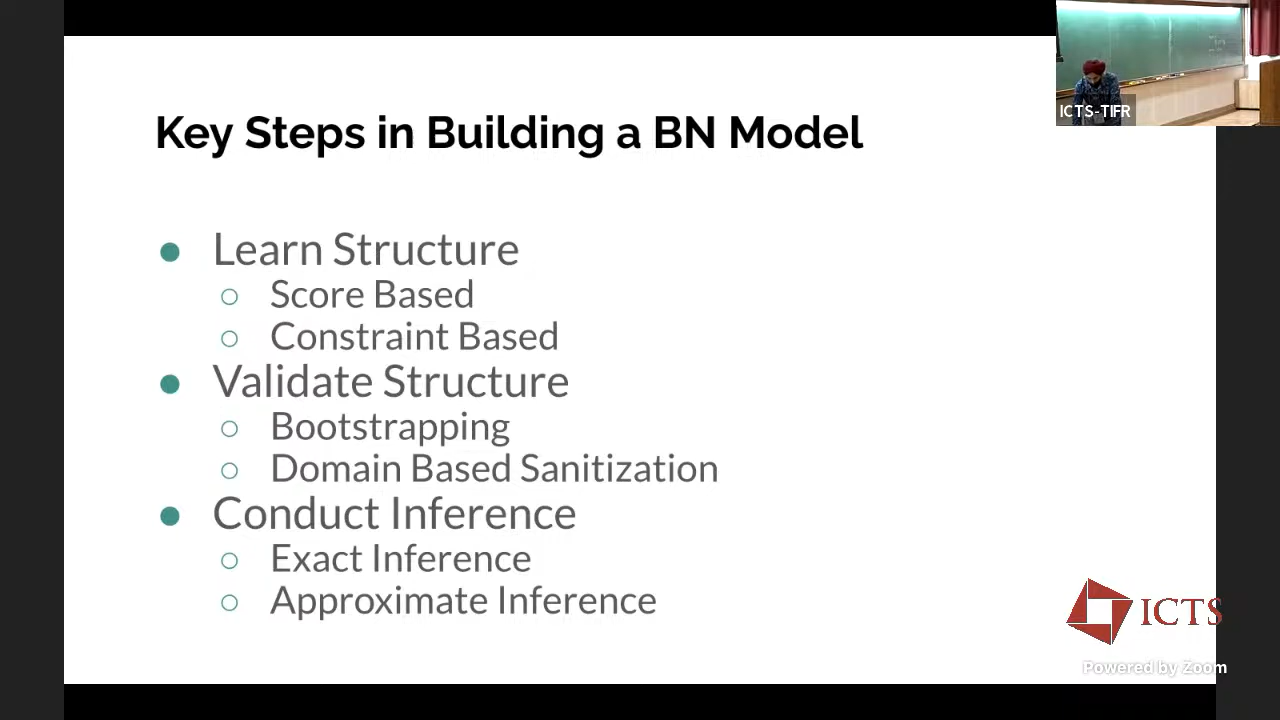 Key Steps in Building a BN Model
Learn Structure
Score Based
Constraint Based
Validate Structure
Bootstrapping
Domain Based Sanitization
Conduct Inference
Exact Inference
Approximate Inference
ICTS-TIFR
ICTS
Powered by Zoom